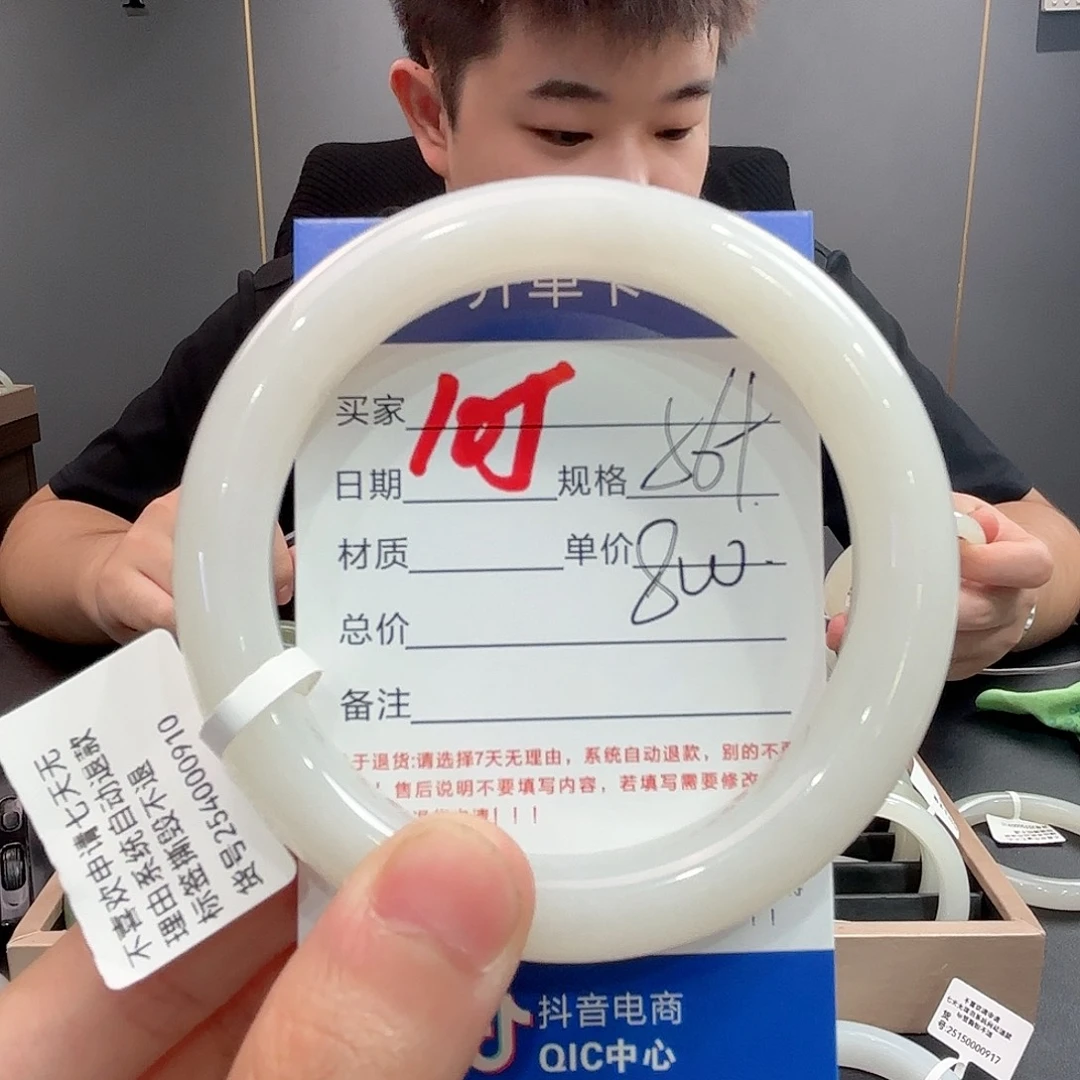 开单卡
买家 何
日期 规格
材质 单价 800
总价
备注
于退货:请选择7天无理由，系统自动退款，别的不
售后说明不要填写内容，若填写需要修改
抖音电商
QIC中心
不喜欢申请七天无
理由系统自动退款
标签撕毁不退
货号25400000910
货号:25150000917